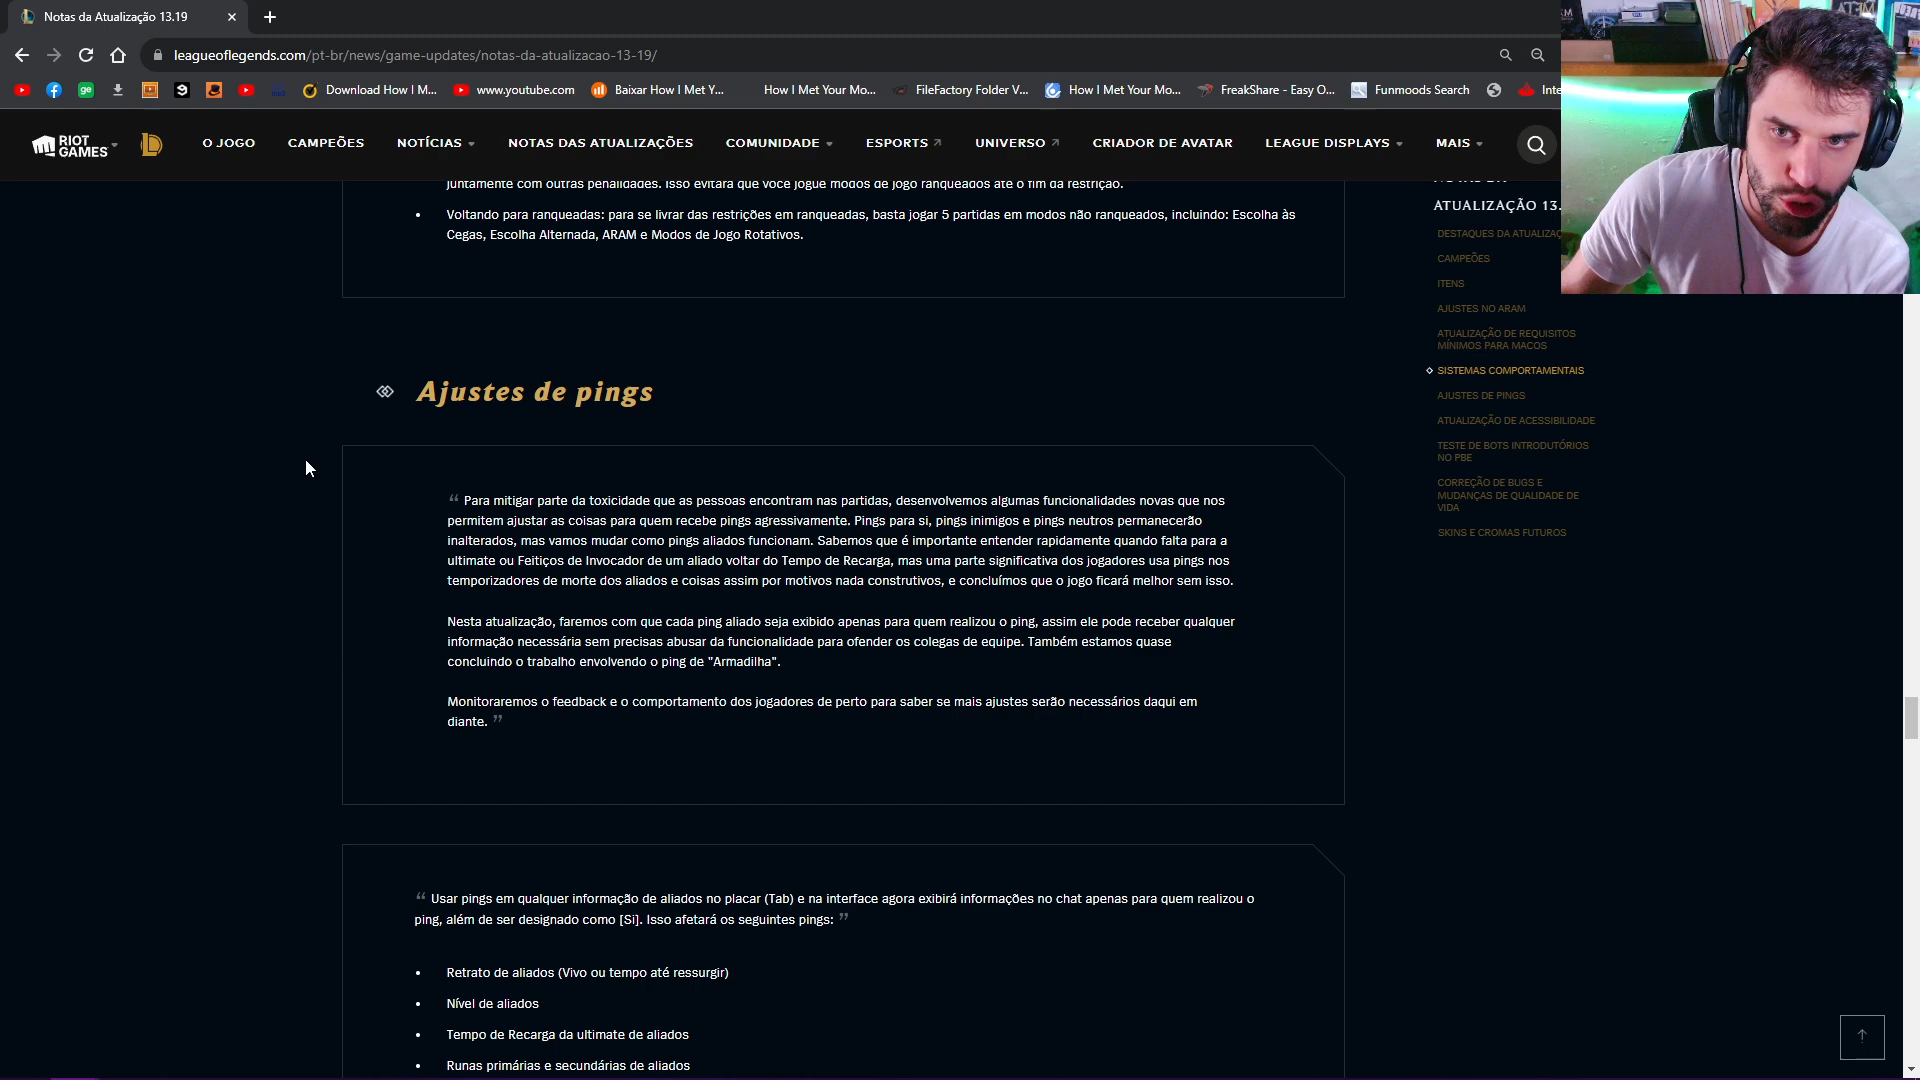 Notas da Atualização 13.19
leagueoflegends.com/pt-br/news/game-updates/notas-da-atualizacao-13-19/
Download How I M...
www.youtube.com
Baixar How I Met Y...
How I Met Your Mo...
FileFactory Folder V...
How I Met Your Mo...
FreakShare - Easy O...
Funmoods Search
Inte
RIOT GAMES
O JOGO
CAMPEÕES
NOTÍCIAS
NOTAS DAS ATUALIZAÇÕES
COMUNIDADE
ESPORTS
UNIVERSO
CRIADOR DE AVATAR
LEAGUE DISPLAYS
MAIS
juntamente com outras penalidades. Isso evitará que você jogue modos de jogo ranqueados até o fim da restrição.
• Voltando para ranqueadas: para se livrar das restrições em ranqueadas, basta jogar 5 partidas em modos não ranqueados, incluindo: Escolha às
Cegas, Escolha Alternada, ARAM e Modos de Jogo Rotativos.
Ajustes de pings
“ Para mitigar parte da toxicidade que as pessoas encontram nas partidas, desenvolvemos algumas funcionalidades novas que nos
permitem ajustar as coisas para quem recebe pings agressivamente. Pings para si, pings inimigos e pings neutros permanecerão
inalterados, mas vamos mudar como pings aliados funcionam. Sabemos que é importante entender rapidamente quando falta para a
ultimate ou Feitiços de Invocador de um aliado voltar do Tempo de Recarga, mas uma parte significativa dos jogadores usa pings nos
temporizadores de morte dos aliados e coisas assim por motivos nada construtivos, e concluímos que o jogo ficará melhor sem isso.
Nesta atualização, faremos com que cada ping aliado seja exibido apenas para quem realizou o ping, assim ele pode receber qualquer
informação necessária sem precisas abusar da funcionalidade para ofender os colegas de equipe. Também estamos quase
concluindo o trabalho envolvendo o ping de "Armadilha".
Monitoraremos o feedback e o comportamento dos jogadores de perto para saber se mais ajustes serão necessários daqui em
diante. ”
“ Usar pings em qualquer informação de aliados no placar (Tab) e na interface agora exibirá informações no chat apenas para quem realizou o
ping, além de ser designado como [Si]. Isso afetará os seguintes pings: ”
• Retrato de aliados (Vivo ou tempo até ressurgir)
• Nível de aliados
• Tempo de Recarga da ultimate de aliados
• Runas primárias e secundárias de aliados
ATUALIZAÇÃO 13.
DESTAQUES DA ATUALIZAÇ
CAMPEÕES
ITENS
AJUSTES NO ARAM
ATUALIZAÇÃO DE REQUISITOS
MÍNIMOS PARA MACOS
SISTEMAS COMPORTAMENTAIS
AJUSTES DE PINGS
ATUALIZAÇÃO DE ACESSIBILIDADE
TESTE DE BOTS INTRODUTÓRIOS
NO PBE
CORREÇÃO DE BUGS E
MUDANÇAS DE QUALIDADE DE
VIDA
SKINS E CROMAS FUTUROS